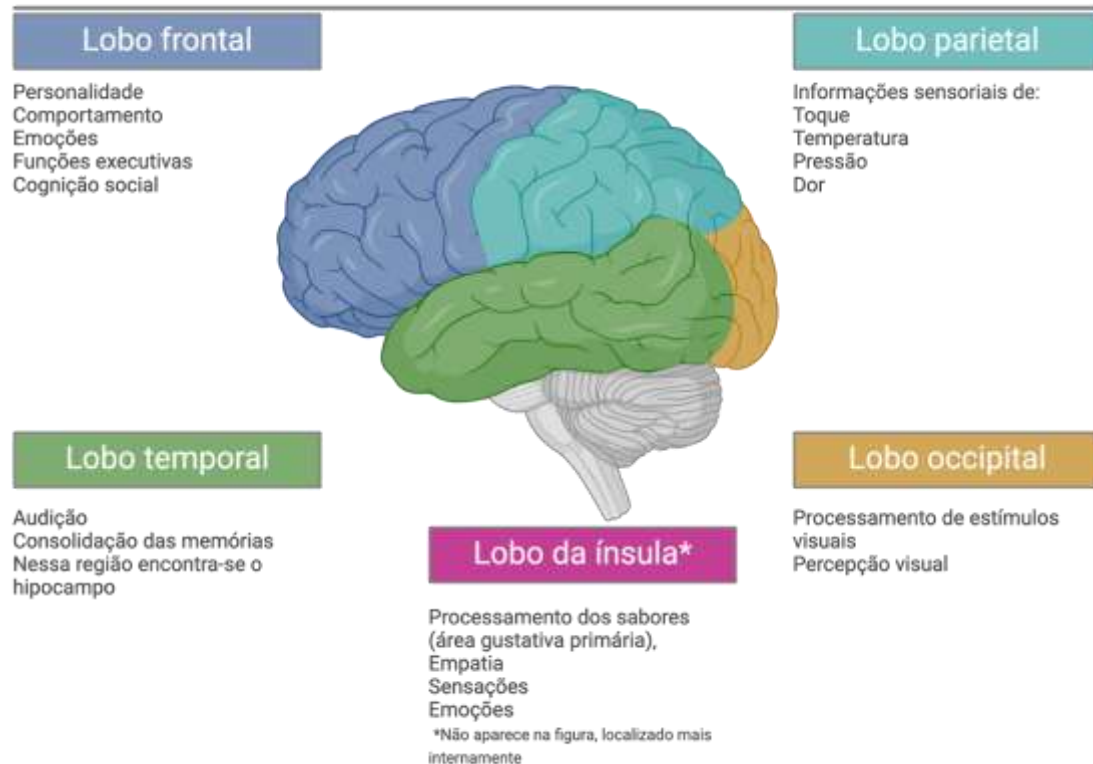 Lobo frontal
Personalidade
Comportamento
Emoções
Funções executivas
Cognição social
Lobo parietal
Informações sensoriais de:
Toque
Temperatura
Pressão
Dor
Lobo temporal
Audição
Consolidação das memórias
Nessa região encontra-se o
hipocampo
Lobo da ínsula*
Processamento dos sabores
(área gustativa primária),
Empatia
Sensações
Emoções
*Não aparece na figura, localizado mais
internamente
Lobo occipital
Processamento de estímulos
visuais
Percepção visual